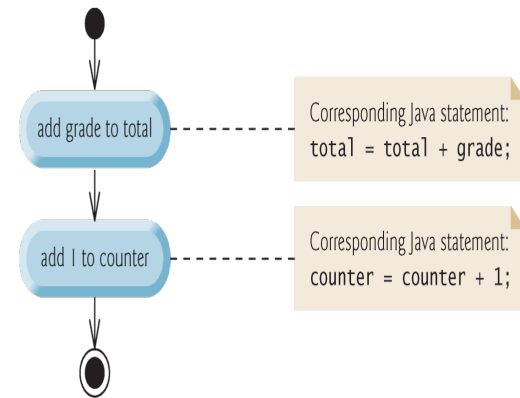 add grade to total
Corresponding Java statement:
total = total + grade;
add 1 to counter
Corresponding Java statement:
counter = counter + 1;